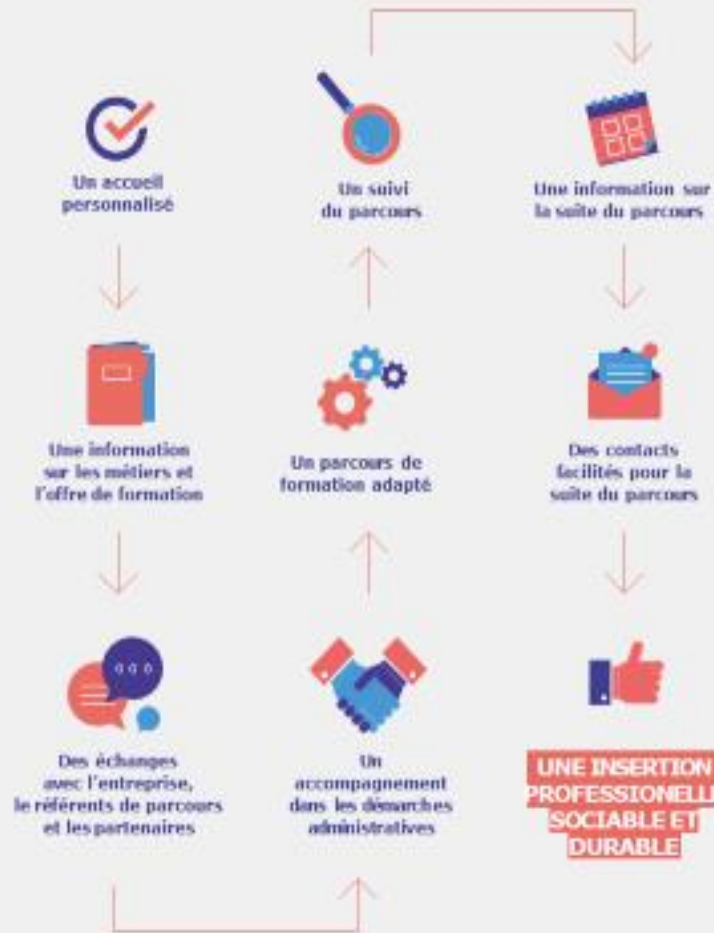 Un accueil
personnalisé
Une information
sur les métiers et
l'offre de formation
Des échanges
avec l'entreprise,
le référents de parcours
et les partenaires
Un
accompagnement
dans les démarches
administratives
Un parcours de
formation adapté
Un suivi
du parcours
Une information sur
la suite du parcours
Des contacts
facilités pour la
suite du parcours
UNE INSERTION
PROFESSIONELLE
SOCIABLE ET
DURABLE